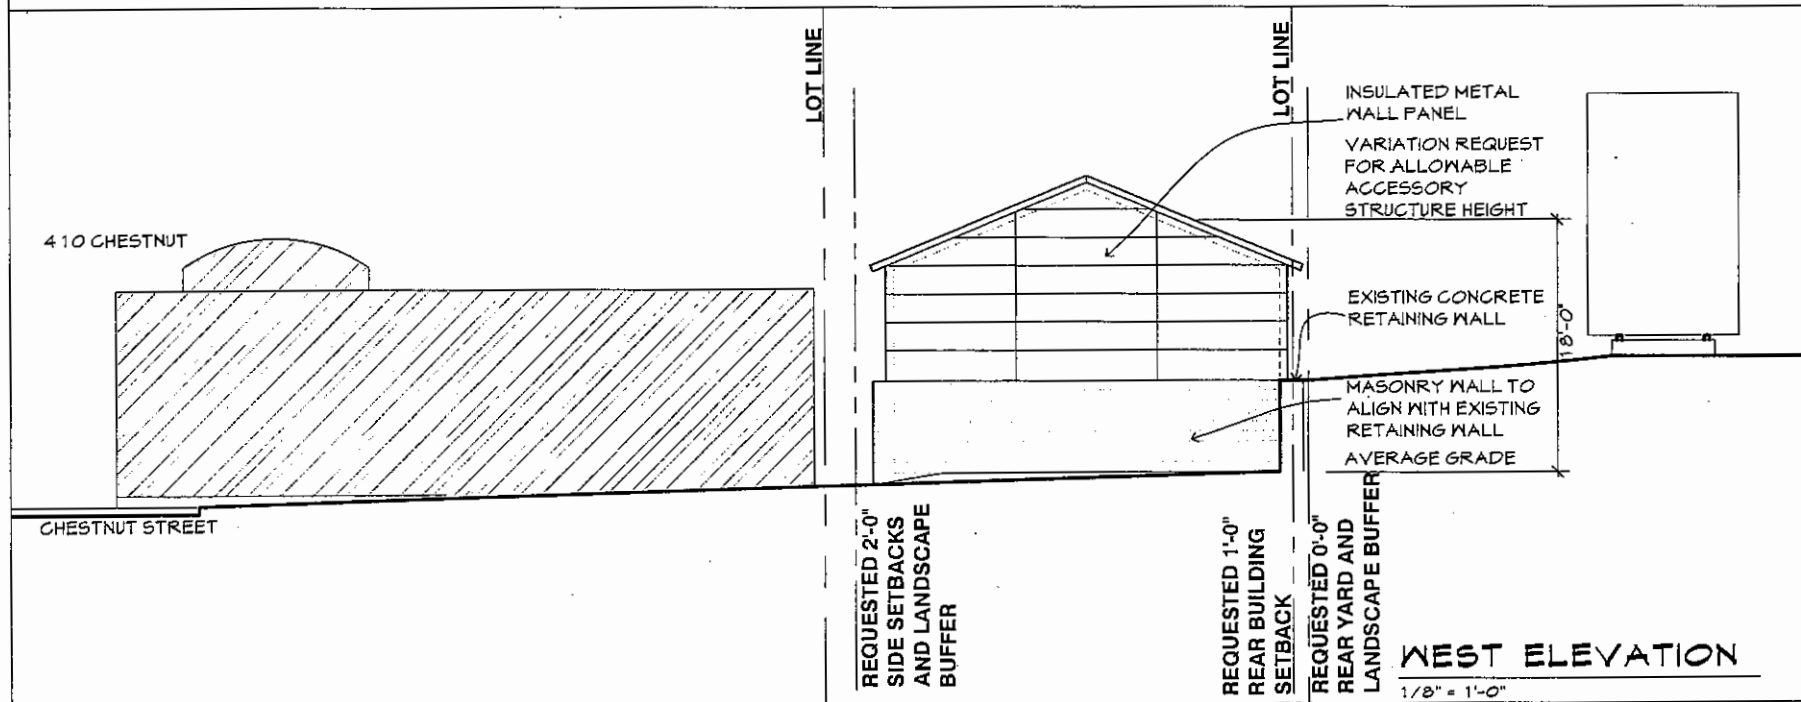 LOT LINE
LOT LINE
INSULATED METAL
WALL PANEL
VARIATION REQUEST
FOR ALLOWABLE
ACCESSORY
STRUCTURE HEIGHT
410 CHESTNUT
EXISTING CONCRETE
RETAINING WALL
18'-0"
MASONRY WALL TO
ALIGN WITH EXISTING
RETAINING WALL
AVERAGE GRADE
CHESTNUT STREET
REQUESTED 2'-0"
SIDE SETBACKS
AND LANDSCAPE
BUFFER
REQUESTED 1'-0"
REAR BUILDING
SETBACK
REQUESTED 0'-0"
REAR YARD AND
LANDSCAPE BUFFER
WEST ELEVATION
1/8" = 1'-0"